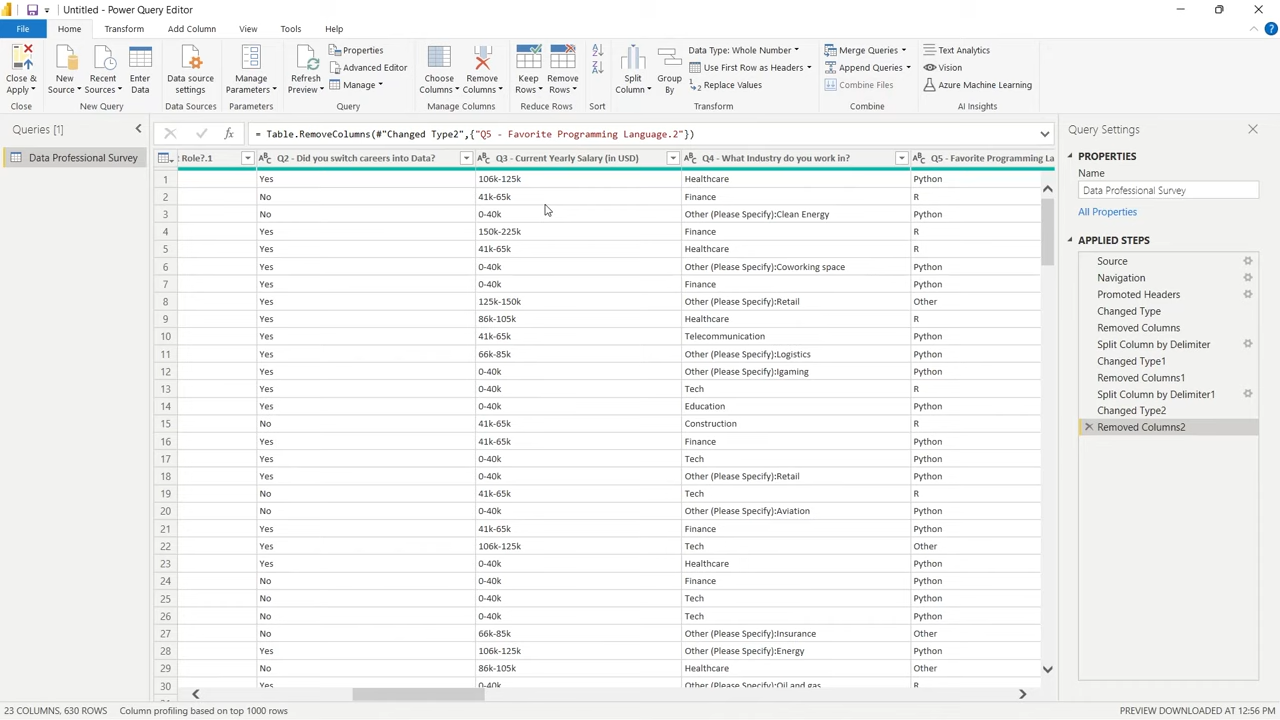 Untitled - Power Query Editor
File Home Transform Add Column View Tools Help
Close & Apply
New Source
Recent Sources
Enter Data
Data source settings
Manage Parameters
Refresh Preview
Properties
Advanced Editor
Manage
Choose Columns
Remove Columns
Keep Rows
Remove Rows
Split Column
Group By
Data Type: Whole Number
Use First Row as Headers
Replace Values
Merge Queries
Append Queries
Combine Files
Text Analytics
Vision
Azure Machine Learning
Close New Query Data Sources Parameters Query Manage Columns Reduce Rows Sort Transform Combine AI Insights
Queries [1]
Data Professional Survey
= Table.RemoveColumns(#"Changed Type2",{"Q5 - Favorite Programming Language.2"})
: Role?.1 Q2 - Did you switch careers into Data? Q3 - Current Yearly Salary (in USD) Q4 - What Industry do you work in? Q5 - Favorite Programming La
1 Yes 106k-125k Healthcare Python
2 No 41k-65k Finance R
3 No 0-40k Other (Please Specify):Clean Energy Python
4 Yes 150k-225k Finance R
5 Yes 41k-65k Healthcare R
6 Yes 0-40k Other (Please Specify):Coworking space Python
7 Yes 0-40k Finance Python
8 Yes 125k-150k Other (Please Specify):Retail Other
9 Yes 86k-105k Healthcare R
10 Yes 41k-65k Telecommunication Python
11 Yes 66k-85k Other (Please Specify):Logistics Python
12 Yes 0-40k Other (Please Specify):Igaming Python
13 Yes 0-40k Tech R
14 Yes 0-40k Education Python
15 No 41k-65k Construction R
16 Yes 41k-65k Finance Python
17 Yes 0-40k Tech Python
18 Yes 0-40k Other (Please Specify):Retail Python
19 No 41k-65k Tech R
20 No 0-40k Other (Please Specify):Aviation Python
21 Yes 41k-65k Finance Python
22 Yes 106k-125k Tech Other
23 Yes 0-40k Healthcare Python
24 No 0-40k Finance Python
25 No 0-40k Tech Python
26 No 0-40k Tech Python
27 No 66k-85k Other (Please Specify):Insurance Other
28 Yes 106k-125k Other (Please Specify):Energy Python
29 No 86k-105k Healthcare Other
30 Yes 0-40k Other (Please Specify):Oil and gas R
Query Settings
PROPERTIES
Name
Data Professional Survey
All Properties
APPLIED STEPS
Source
Navigation
Promoted Headers
Changed Type
Removed Columns
Split Column by Delimiter
Changed Type1
Removed Columns1
Split Column by Delimiter1
Changed Type2
Removed Columns2
23 COLUMNS, 630 ROWS Column profiling based on top 1000 rows PREVIEW DOWNLOADED AT 12:56 PM